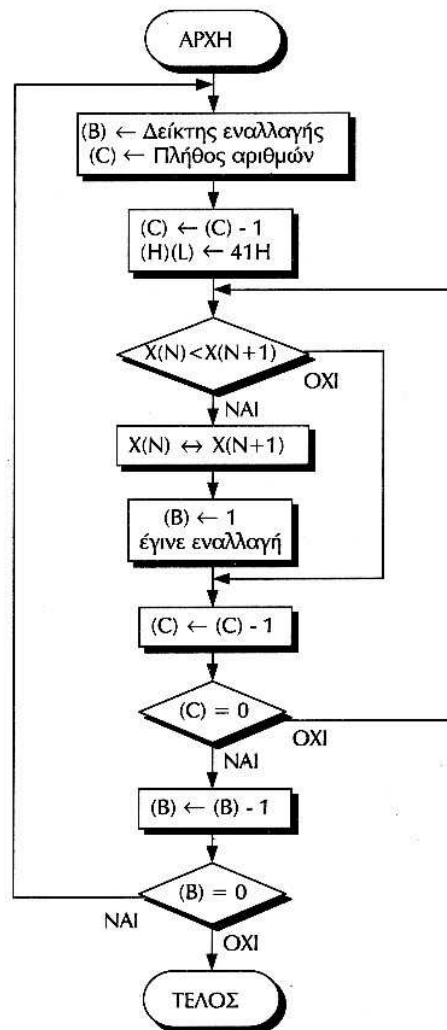 ΑΡΧΗ
(B) ← Δείκτης εναλλαγής
(C) ← Πλήθος αριθμών
(C) ← (C) - 1
(H)(L) ← 41H
X(N)<X(N+1)
ΟΧΙ
ΝΑΙ
X(N) ↔ X(N+1)
(B) ← 1
έγινε εναλλαγή
(C) ← (C) - 1
(C) = 0
ΟΧΙ
ΝΑΙ
(B) ← (B) - 1
(B) = 0
ΝΑΙ
ΟΧΙ
ΤΕΛΟΣ